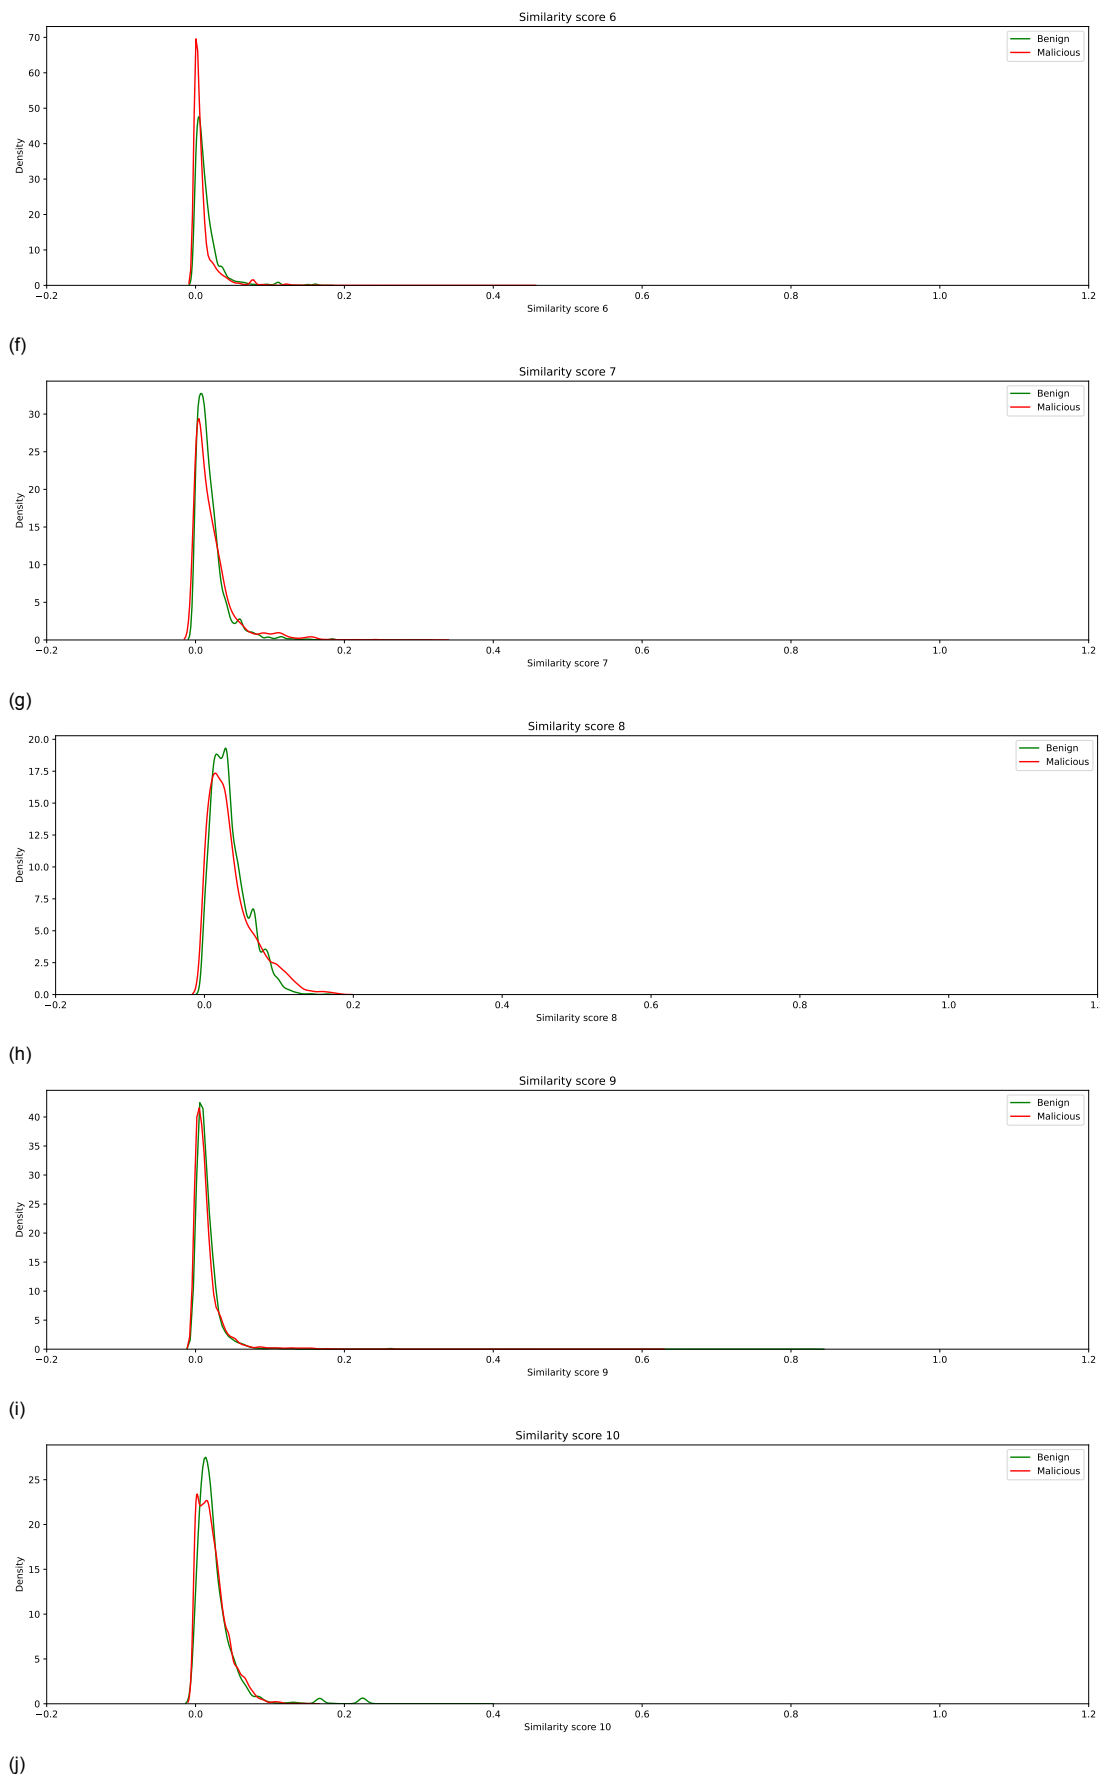 Similarity score 6
70
60
50
40
30
20
10
0
Density
Benign
Malicious
−0.2 0.0 0.2 0.4 0.6 0.8 1.0 1.2
Similarity score 6
(f)
Similarity score 7
30
25
20
15
10
5
0
Density
Benign
Malicious
−0.2 0.0 0.2 0.4 0.6 0.8 1.0 1.2
Similarity score 7
(g)
Similarity score 8
20.0
17.5
15.0
12.5
10.0
7.5
5.0
2.5
0.0
Density
Benign
Malicious
−0.2 0.0 0.2 0.4 0.6 0.8 1.0 1.
Similarity score 8
(h)
Similarity score 9
40
35
30
25
20
15
10
5
0
Density
Benign
Malicious
−0.2 0.0 0.2 0.4 0.6 0.8 1.0 1.2
Similarity score 9
(i)
Similarity score 10
25
20
15
10
5
0
Density
Benign
Malicious
−0.2 0.0 0.2 0.4 0.6 0.8 1.0 1.2
Similarity score 10
(j)